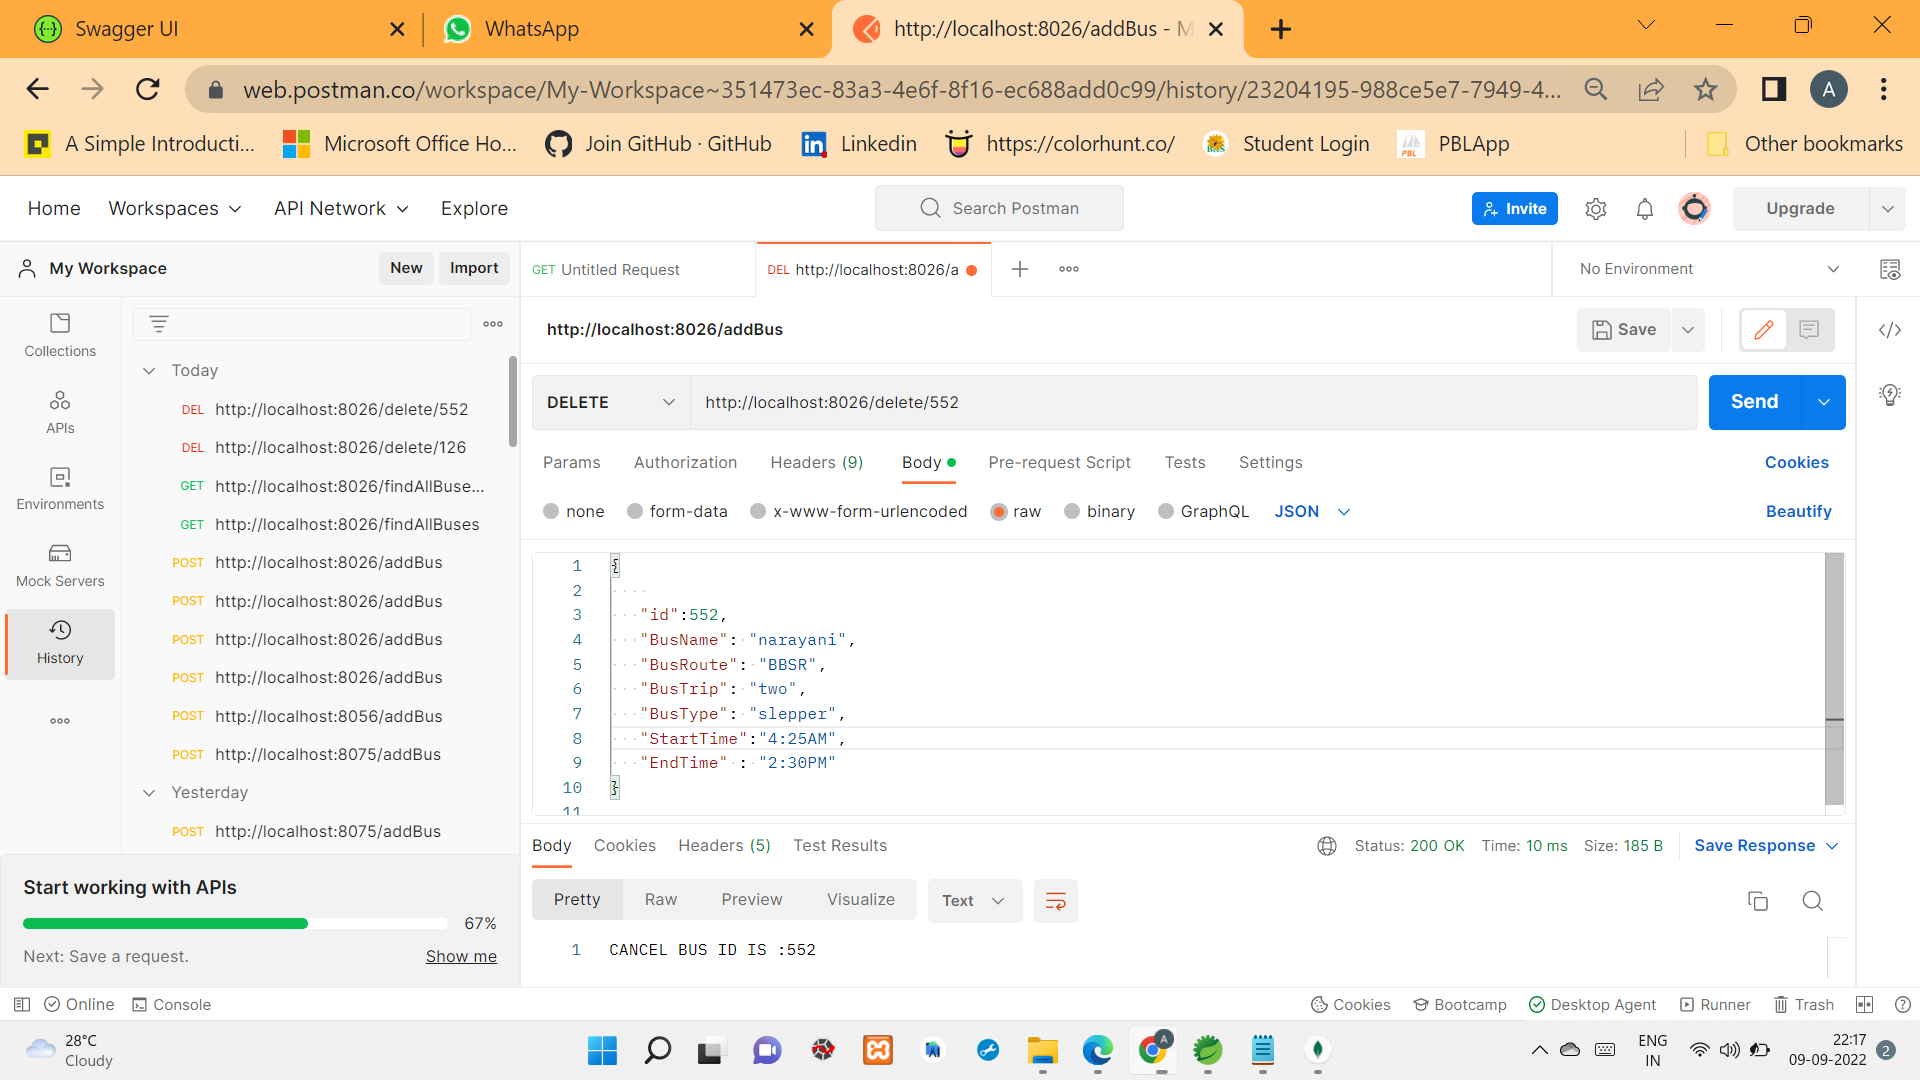 Swagger UI
WhatsApp
http://localhost:8026/addBus - M
web.postman.co/workspace/My-Workspace~351473ec-83a3-4e6f-8f16-ec688add0c99/history/23204195-988ce5e7-7949-4...
A
A Simple Introducti...
Microsoft Office Ho...
Join GitHub · GitHub
Linkedin
https://colorhunt.co/
Student Login
PBLApp
Other bookmarks
Home
Workspaces
API Network
Explore
Search Postman
Invite
Upgrade
My Workspace
New
Import
GET Untitled Request
DEL http://localhost:8026/a
No Environment
Collections
APIs
Environments
Mock Servers
History
Today
DEL http://localhost:8026/delete/552
DEL http://localhost:8026/delete/126
GET http://localhost:8026/findAllBuse...
GET http://localhost:8026/findAllBuses
POST http://localhost:8026/addBus
POST http://localhost:8026/addBus
POST http://localhost:8026/addBus
POST http://localhost:8026/addBus
POST http://localhost:8056/addBus
POST http://localhost:8075/addBus
Yesterday
POST http://localhost:8075/addBus
http://localhost:8026/addBus
Save
DELETE
http://localhost:8026/delete/552
Send
Params
Authorization
Headers (9)
Body
Pre-request Script
Tests
Settings
Cookies
none
form-data
x-www-form-urlencoded
raw
binary
GraphQL
JSON
Beautify
1 {
2
3 "id":552,
4 "BusName": "narayani",
5 "BusRoute": "BBSR",
6 "BusTrip": "two",
7 "BusType": "slepper",
8 "StartTime":"4:25AM",
9 "EndTime" : "2:30PM"
10 }
11
Body
Cookies
Headers (5)
Test Results
Status: 200 OK
Time: 10 ms
Size: 185 B
Save Response
Pretty
Raw
Preview
Visualize
Text
1 CANCEL BUS ID IS :552
Start working with APIs
67%
Next: Save a request.
Show me
Online
Console
Cookies
Bootcamp
Desktop Agent
Runner
Trash
28°C
Cloudy
A
ENG
IN
22:17
09-09-2022
2